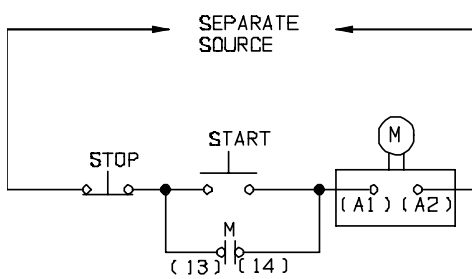 SEPARATE
SOURCE
START
STOP
M
(A1) (A2)
M
(13) (14)